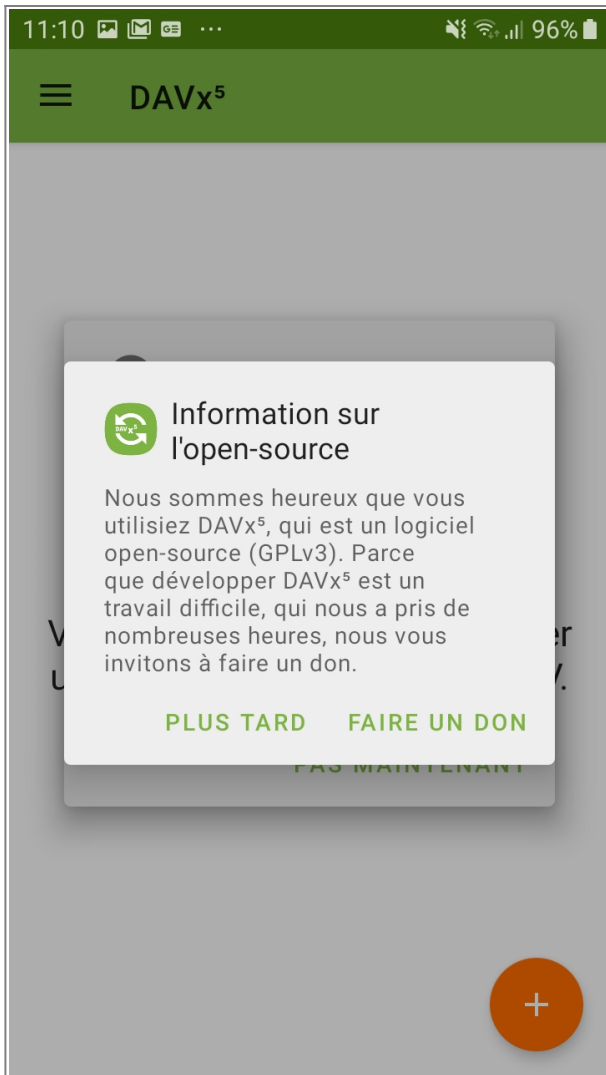 11:10 96%
DAVx⁵
Information sur
l'open-source
Nous sommes heureux que vous
utilisiez DAVx⁵, qui est un logiciel
open-source (GPLv3). Parce
que développer DAVx⁵ est un
travail difficile, qui nous a pris de
nombreuses heures, nous vous
invitons à faire un don.
PLUS TARD FAIRE UN DON
PAS MAINTENANT